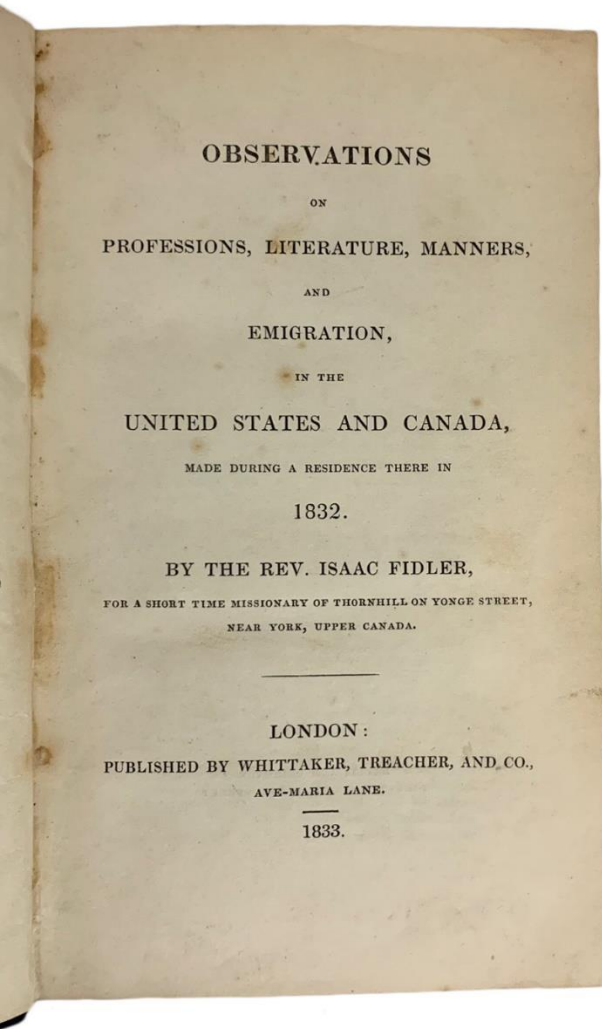 OBSERVATIONS
ON
PROFESSIONS, LITERATURE, MANNERS,
AND
EMIGRATION,
IN THE
UNITED STATES AND CANADA,
MADE DURING A RESIDENCE THERE IN
1832.
BY THE REV. ISAAC FIDLER,
FOR A SHORT TIME MISSIONARY OF THORNHILL ON YONGE STREET,
NEAR YORK, UPPER CANADA.
LONDON:
PUBLISHED BY WHITTAKER, TREACHER, AND CO.,
AVE-MARIA LANE.
1833.